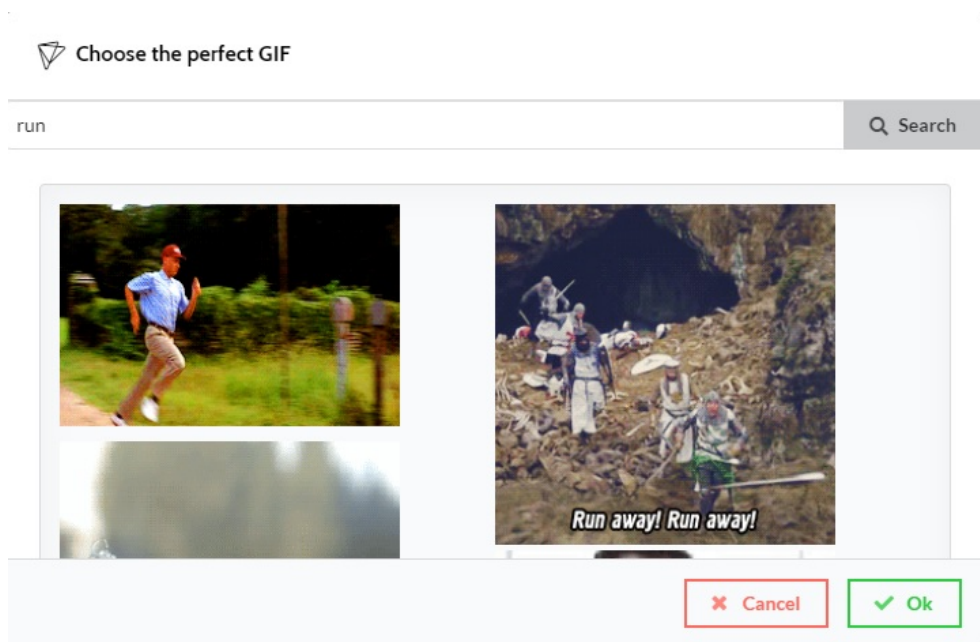 Choose the perfect GIF
run
Search
Run away! Run away!
Cancel
Ok